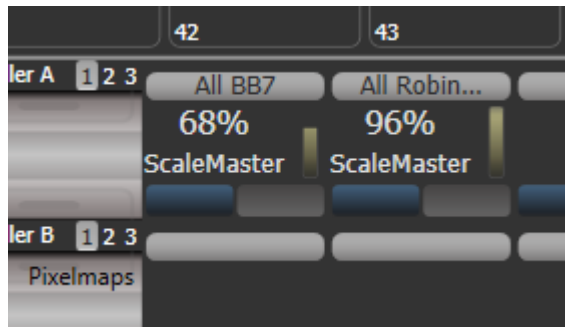 42 43
ler A 1 2 3
All BB7 All Robin...
68% 96%
ScaleMaster ScaleMaster
ler B 1 2 3
Pixelmaps